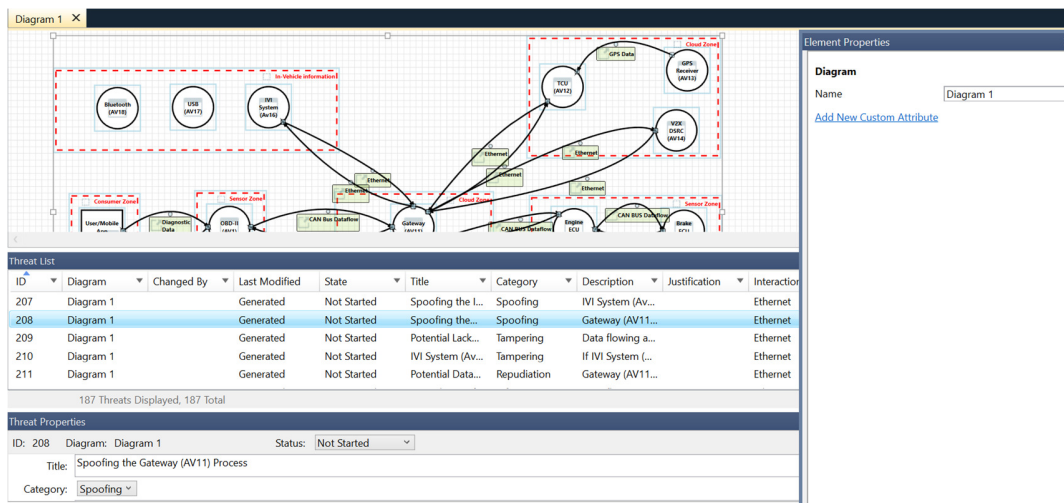 Diagram 1 ×
Element Properties
Diagram
Name Diagram 1
Add New Custom Attribute
In-Vehicle information
Bluetooth
(AV18)
USB
(AV17)
IVI
System
(Av16)
Cloud Zone
GPS Data
TCU
(AV12)
GPS
Receiver
(AV13)
V2X
DSRC
(AV14)
Ethernet
Ethernet
Ethernet
Ethernet
Ethernet
Ethernet
Consumer Zone
User/Mobile
App
Diagnostic
Data
Sensor Zone
OBD-II
(AV1)
CAN Bus Dataflow
Cloud Zone
Gateway
(AV11)
CAN BUS Dataflow
Engine
ECU
CAN BUS Dataflow
Sensor Zone
Brake
ECU
Threat List
ID Diagram Changed By Last Modified State Title Category Description Justification Interaction
207 Diagram 1 Generated Not Started Spoofing the I... Spoofing IVI System (Av... Ethernet
208 Diagram 1 Generated Not Started Spoofing the... Spoofing Gateway (AV11... Ethernet
209 Diagram 1 Generated Not Started Potential Lack... Tampering Data flowing a... Ethernet
210 Diagram 1 Generated Not Started IVI System (Av... Tampering If IVI System (... Ethernet
211 Diagram 1 Generated Not Started Potential Data... Repudiation Gateway (AV11... Ethernet
187 Threats Displayed, 187 Total
Threat Properties
ID: 208 Diagram: Diagram 1 Status: Not Started
Title: Spoofing the Gateway (AV11) Process
Category: Spoofing